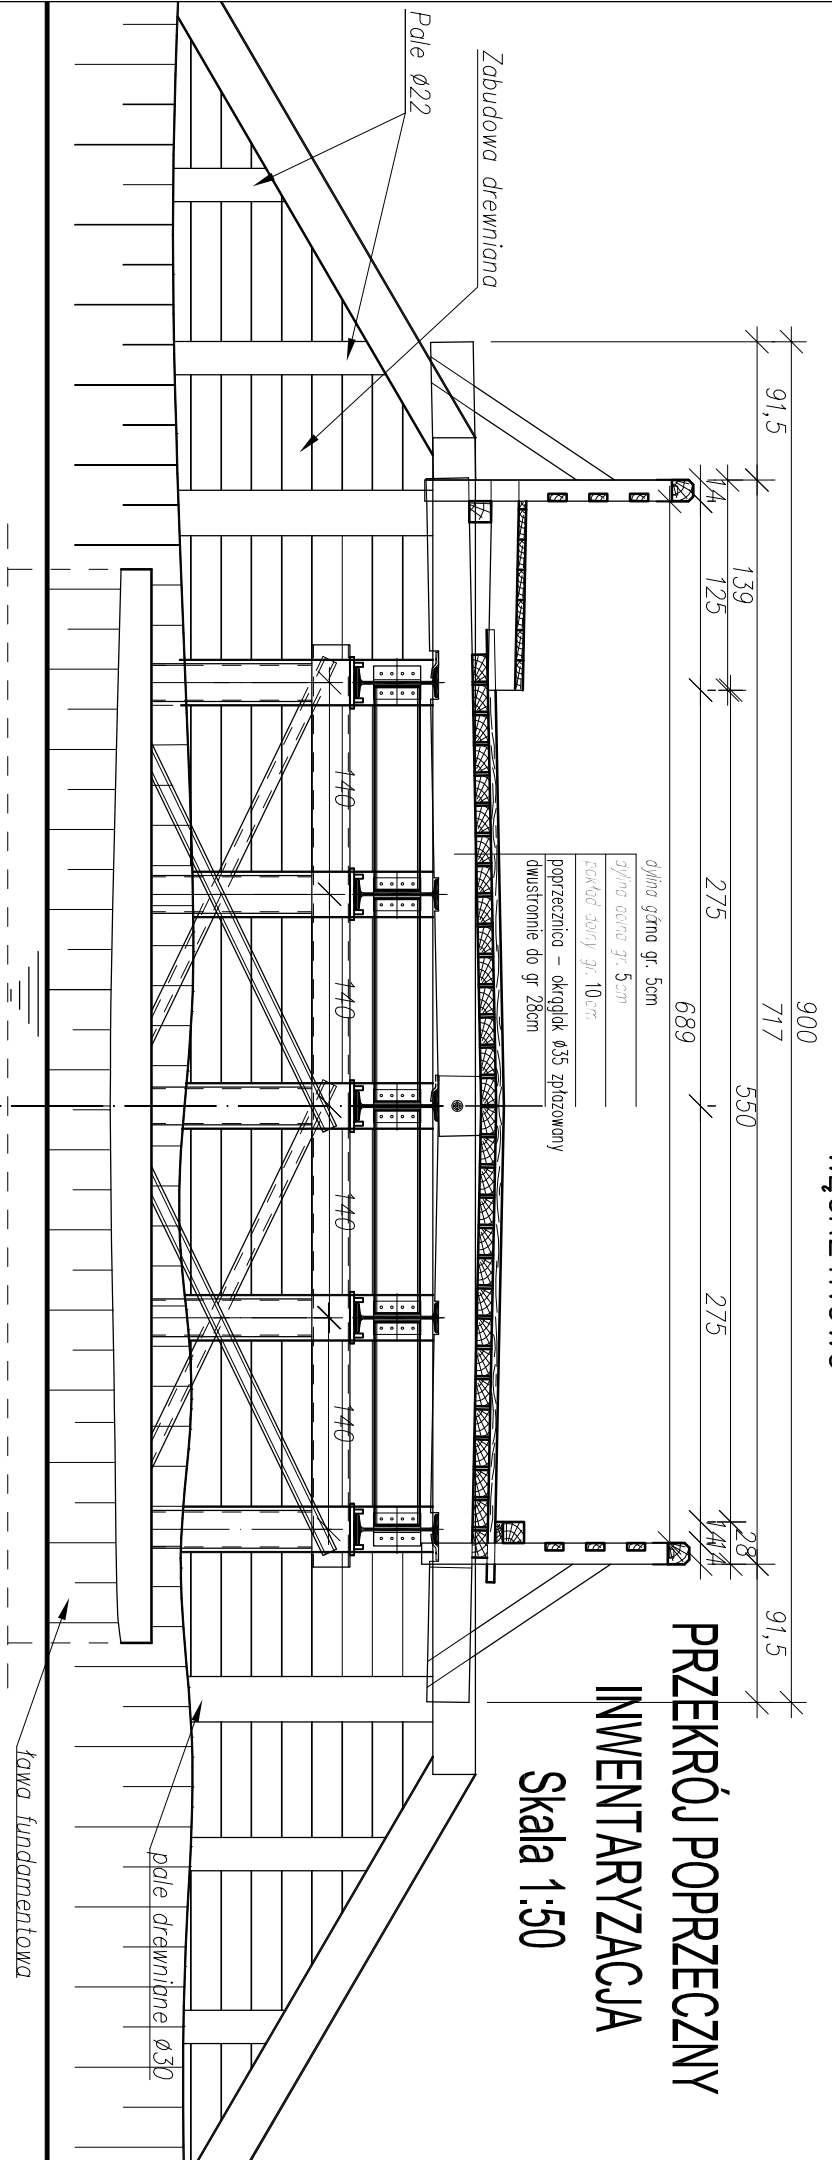 PRZEKRÓJ POPRZECZNY
INWENTARYZACJA
Skala 1:50
900
91,5
717
91,5
139
550
28
14
125
275
275
14
14
689
dylina górna gr. 5cm
dylina dolna gr. 5cm
pokład dolny gr. 10cm
poprzecznica - okrąglak ø35 zpłazowany
dwustronnie do gr 28cm
Zabudowa drewniana
Pale ø22
140
140
140
140
pale drewniane ø30
ława fundamentowa